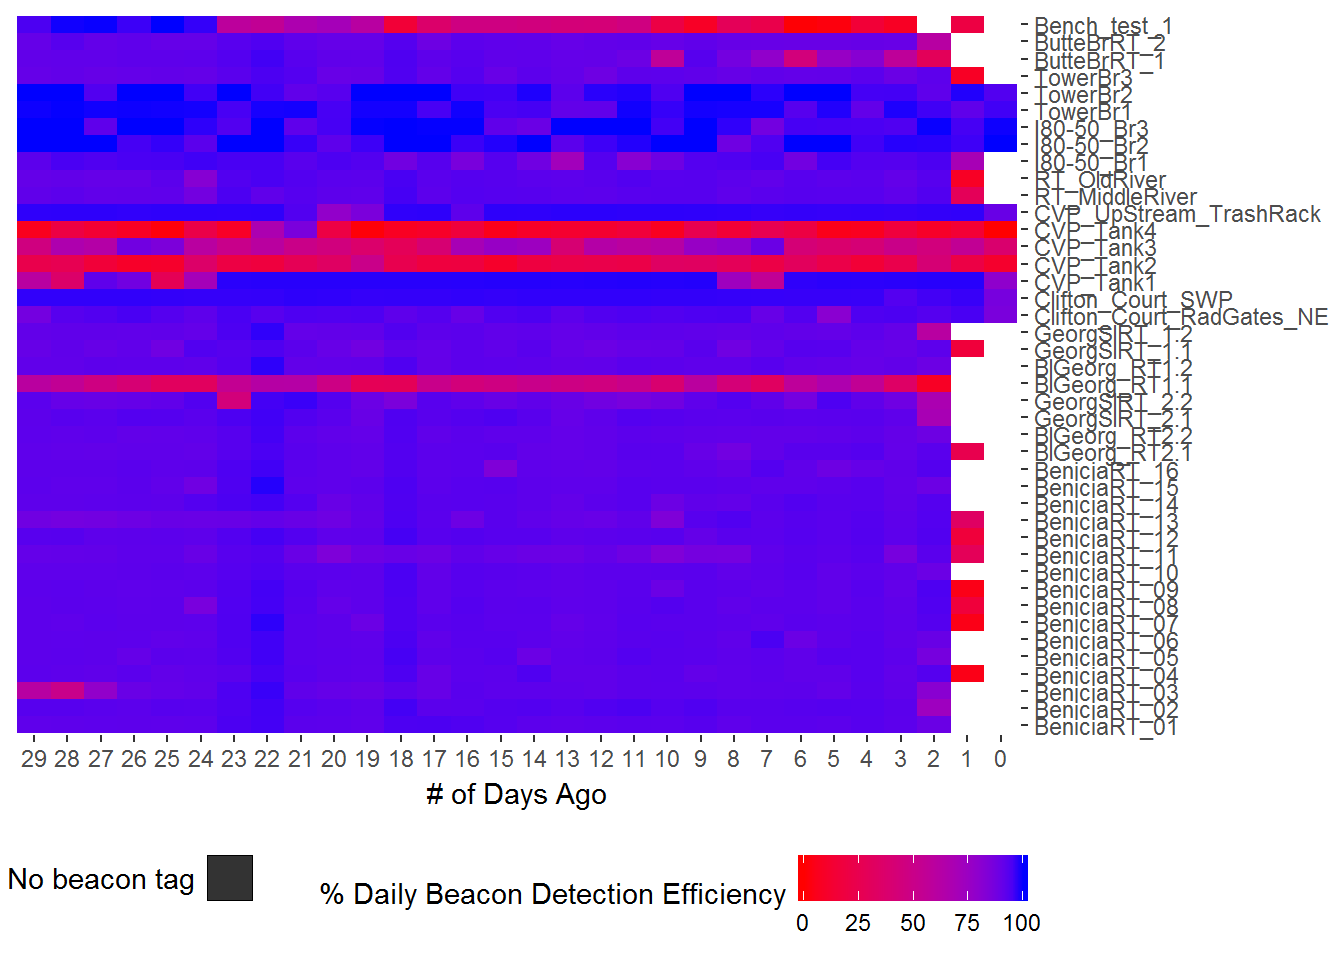 Bench_test_1
ButteBrRT_2
ButteBrRT_1
TowerBr3
TowerBr2
TowerBr1
I80-50_Br3
I80-50_Br2
I80-50_Br1
RT_OldRiver
RT_MiddleRiver
CVP_UpStream_TrashRack
CVP_Tank4
CVP_Tank3
CVP_Tank2
CVP_Tank1
Clifton_Court_SWP
Clifton_Court_RadGates_NE
GeorgSlRT_1.2
GeorgSlRT_1.1
BlGeorg_RT1.2
BlGeorg_RT1.1
GeorgSlRT_2.2
GeorgSlRT_2.1
BlGeorg_RT2.2
BlGeorg_RT2.1
BeniciaRT_16
BeniciaRT_15
BeniciaRT_14
BeniciaRT_13
BeniciaRT_12
BeniciaRT_11
BeniciaRT_10
BeniciaRT_09
BeniciaRT_08
BeniciaRT_07
BeniciaRT_06
BeniciaRT_05
BeniciaRT_04
BeniciaRT_03
BeniciaRT_02
BeniciaRT_01
29 28 27 26 25 24 23 22 21 20 19 18 17 16 15 14 13 12 11 10 9 8 7 6 5 4 3 2 1 0
# of Days Ago
No beacon tag
% Daily Beacon Detection Efficiency
0 25 50 75 100